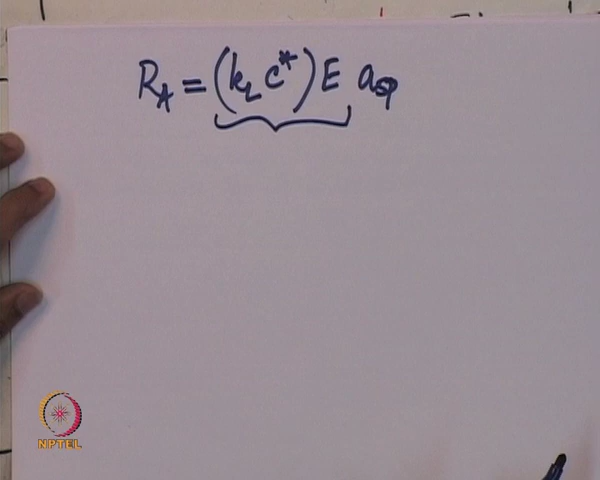 R_A = (k_L C*) E a_sp
NPTEL